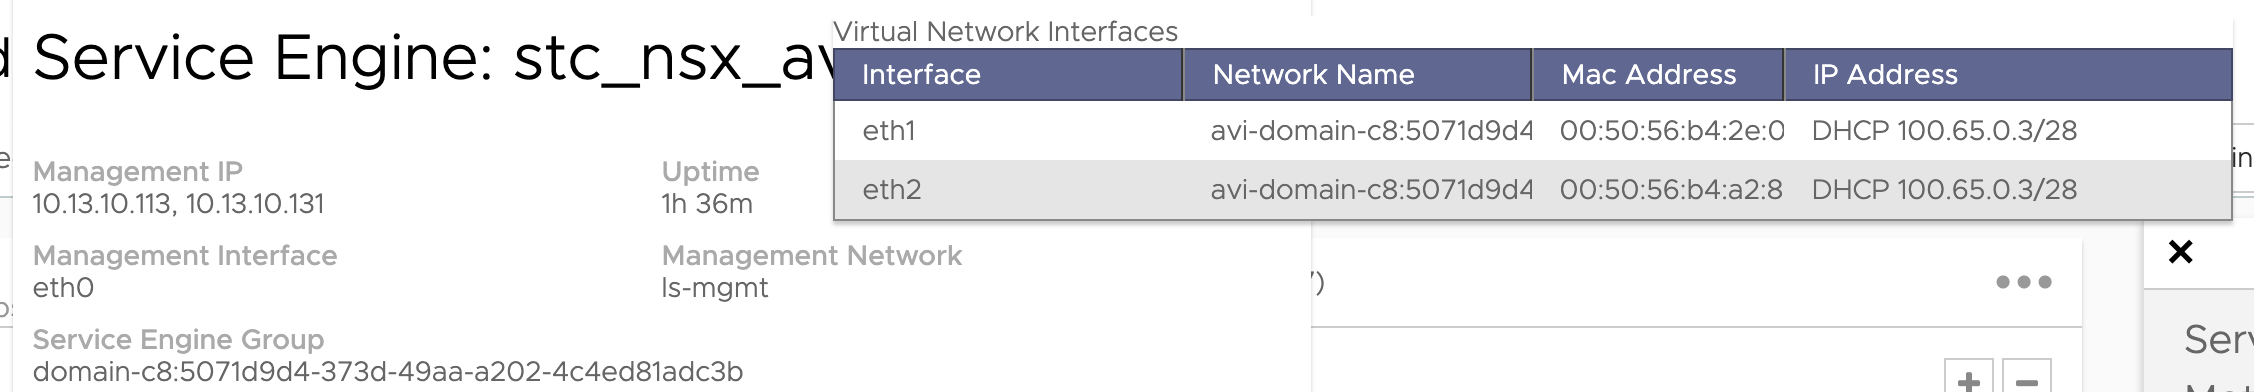 Service Engine: stc_nsx_av
Virtual Network Interfaces
Interface Network Name Mac Address IP Address
eth1 avi-domain-c8:5071d9d4 00:50:56:b4:2e:0 DHCP 100.65.0.3/28
eth2 avi-domain-c8:5071d9d4 00:50:56:b4:a2:8 DHCP 100.65.0.3/28
Management IP
10.13.10.113, 10.13.10.131
Uptime
1h 36m
Management Interface
eth0
Management Network
ls-mgmt
Service Engine Group
domain-c8:5071d9d4-373d-49aa-a202-4c4ed81adc3b
in
Serv